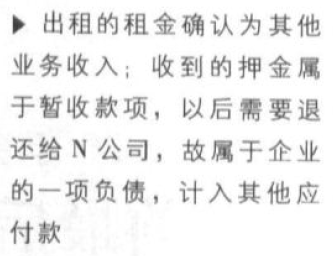 ▶ 出租的租金确认为其他
业务收入；收到的押金属
于暂收款项，以后需要退
还给 N 公司，故属于企业
的一项负债，计入其他应
付款